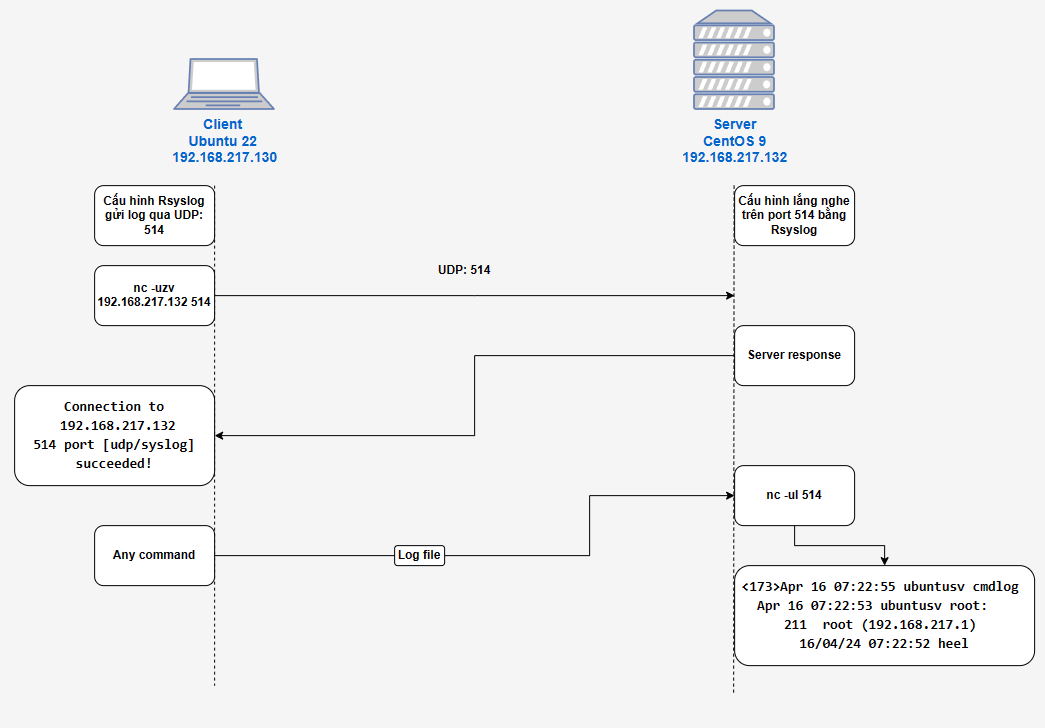 Client
Ubuntu 22
192.168.217.130
Server
CentOS 9
192.168.217.132
Cấu hình Rsyslog
gửi log qua UDP:
514
Cấu hình lắng nghe
trên port 514 bằng
Rsyslog
UDP: 514
nc -uzv
192.168.217.132 514
Server response
Connection to
192.168.217.132
514 port [udp/syslog]
succeeded!
nc -ul 514
Any command
Log file
<173>Apr 16 07:22:55 ubuntusv cmdlog
Apr 16 07:22:53 ubuntusv root:
211  root (192.168.217.1)
16/04/24 07:22:52 heel